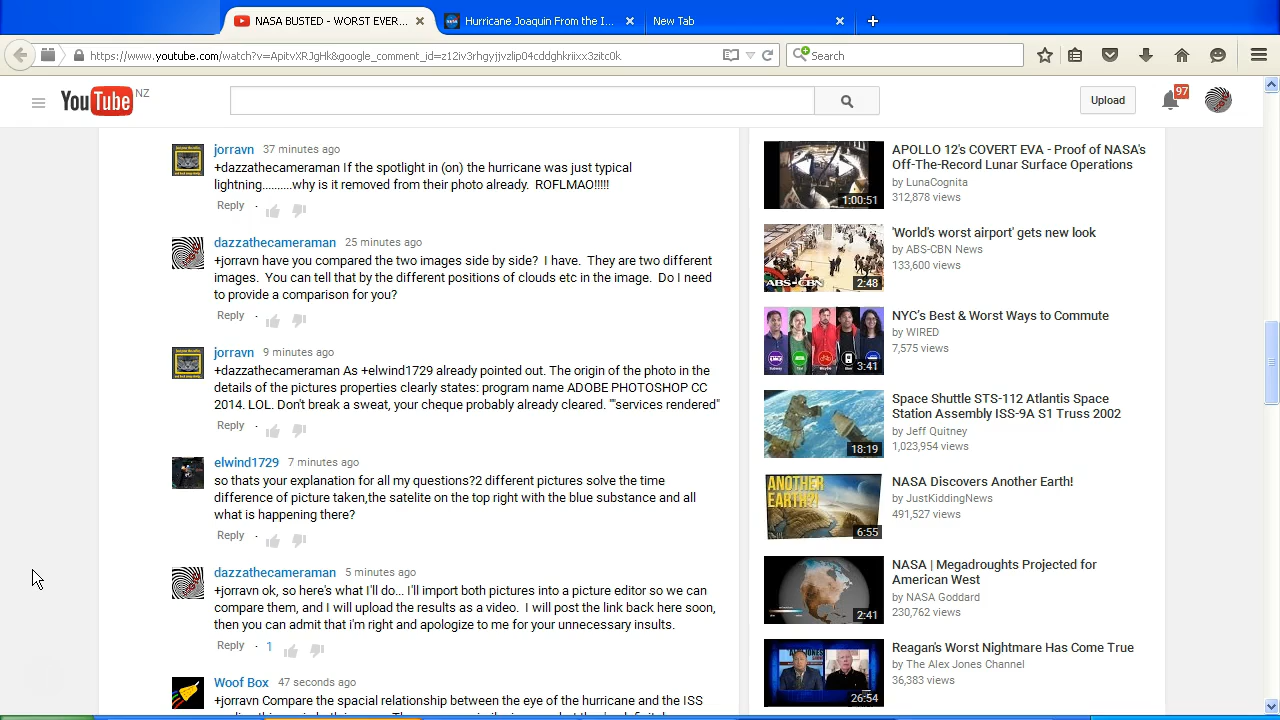 NASA BUSTED - WORST EVER...
Hurricane Joaquin From the I...
New Tab
Search
You Tube NZ
Upload
97
jorravn 37 minutes ago
+dazzathecameraman If the spotlight in (on) the hurricane was just typical
lightning.........why is it removed from their photo already. ROFLMAO!!!!!
Reply
dazzathecameraman 25 minutes ago
+jorravn have you compared the two images side by side? I have. They are two different
images. You can tell that by the different positions of clouds etc in the image. Do I need
to provide a comparison for you?
Reply
jorravn 9 minutes ago
+dazzathecameraman As elwind1729 already pointed out. The scan of the photo in the
details of the pictures properties clearly states: program name ADOBE PHOTOSHOP CC
2014. LOL. Don't break a sweat, your cheque probably already cleared. ""services rendered"
Reply
elwind1729 7 minutes ago
so thats your explanation for all my questions?2 different pictures solve the time
difference of picture taken,the satelite on the top right with the blue substance and all
what is happening there?
Reply
dazzathecameraman 5 minutes ago
+jorravn ok, so here's what I'll do... I'll import both pictures into a picture editor so we can
compare them, and I will upload the results as a video. I will post the link back here soon,
then you can admit that I'm right and apologize to me for your unnecessary insults.
Reply · 1
Woof Box 47 seconds ago
+jorravn Compare the spacial relationship between the eye of the hurricane and the ISS
APOLLO 12's COVERT EVA - Proof of NASA's
Off-The-Record Lunar Surface Operations
by LunaCognita
312,878 views
1:00:51
'World's worst airport' gets new look
by ABS-CBN News
133,600 views
ABS-CBN
2:48
NYC's Best & Worst Ways to Commute
by WIRED
7,575 views
3:41
Space Shuttle STS-112 Atlantis Space
Station Assembly ISS-9A S1 Truss 2002
by Jeff Quitney
1,023,954 views
18:19
NASA Discovers Another Earth!
by JustKiddingNews
491,527 views
ANOTHER
EARTH?!
6:55
NASA | Megadroughts Projected for
American West
by NASA Goddard
230,762 views
2:41
Reagan's Worst Nightmare Has Come True
by The Alex Jones Channel
36,383 views
26:54